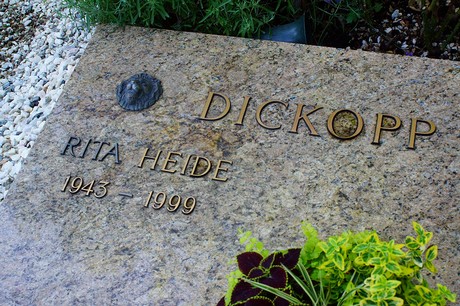 DICKOPP
RITA HEIDE
1943 - 1999